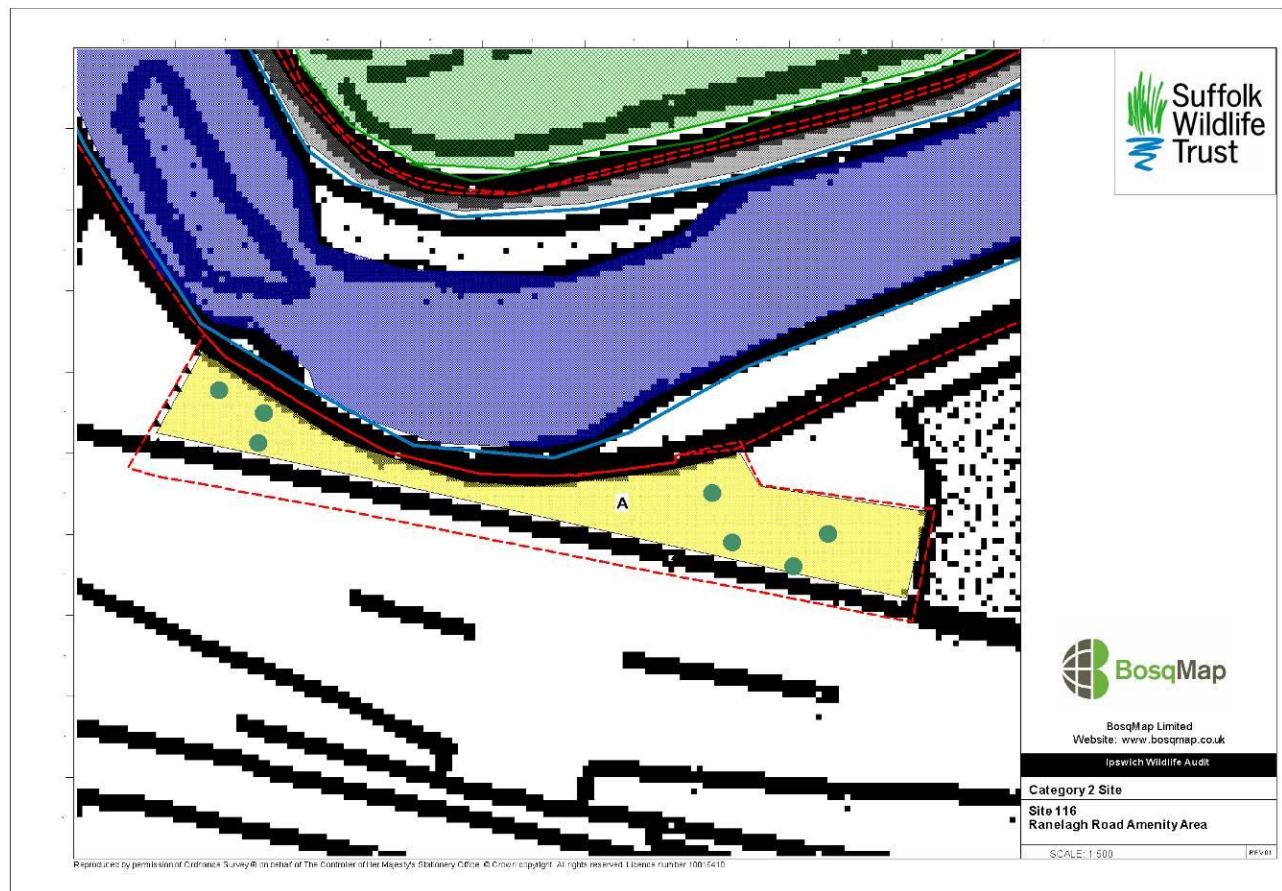 Suffolk
Wildlife
Trust
A
BosqMap
BosqMap Limited
Website: www.bosqmap.co.uk
Ipswich Wildlife Audit
Category 2 Site
Site 116
Ranelagh Road Amenity Area
SCALE: 1:500
REV01
Reproduced by permission of Ordnance Survey ® on behalf of The Controller of Her Majesty's Stationery Office. © Crown copyright. All rights reserved. Licence number 10016410